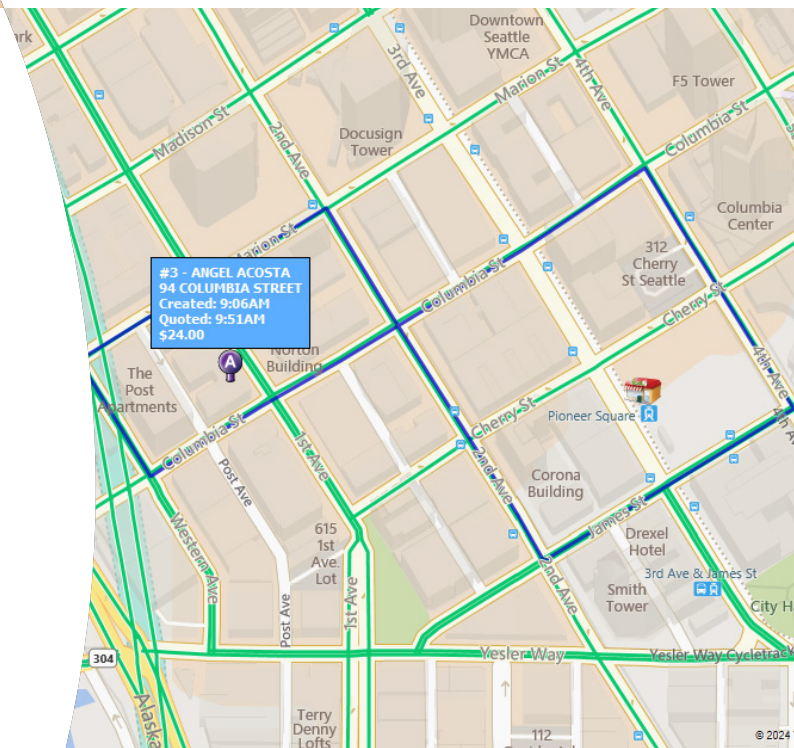 Downtown
Seattle
YMCA
3rd Ave
Marion St
4th Ave
F5 Tower
Madison St
2nd Ave
Docusign
Tower
Columbia St
Columbia
Center
Marion St
#3 - ANGEL ACOSTA
94 COLUMBIA STREET
Created: 9:06AM
Quoted: 9:51AM
$24.00
312
Cherry
St Seattle
Columbia St
Cherry St
A
Norton
Building
The
Post
Apartments
4th Ave
Pioneer Square
Cherry St
Columbia St
1st Ave
2nd Ave
Post Ave
Corona
Building
Western Ave
615
1st
Ave.
Lot
James St
Drexel
Hotel
3rd Ave & James St
2nd Ave
Smith
Tower
City H
Post Ave
1st Ave
304
Yesler Way
Yesler Way Cycletrac
Alaska
Terry
Denny
Lofts
112
© 2024